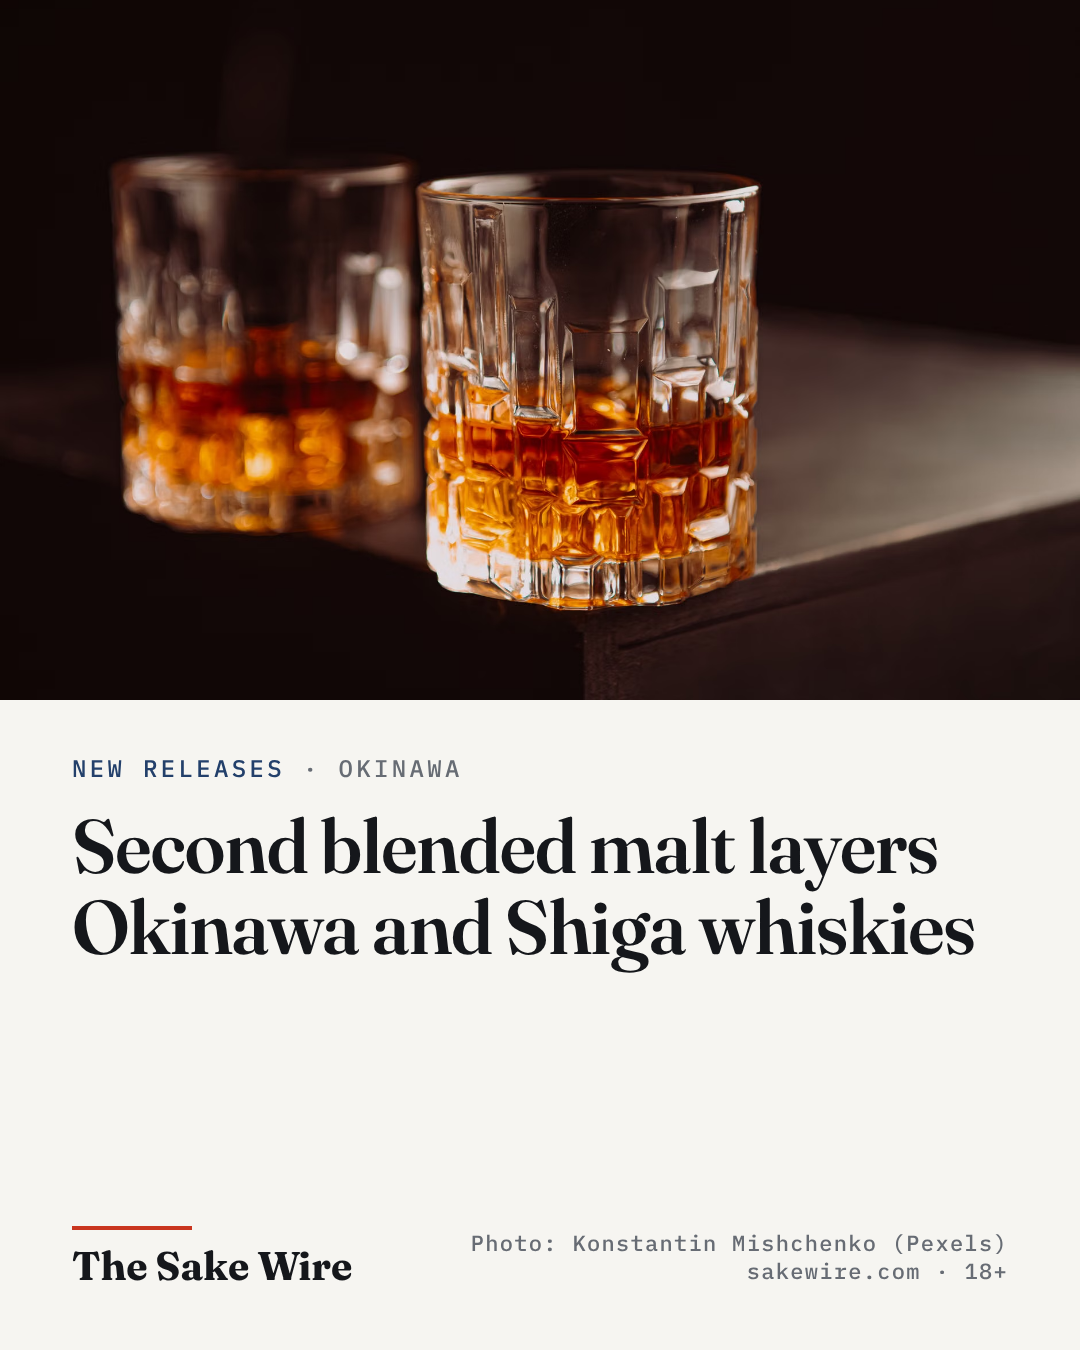 NEW RELEASES · OKINAWA
Second blended malt layers
Okinawa and Shiga whiskies
The Sake Wire
Photo: Konstantin Mishchenko (Pexels)
sakewire.com · 18+